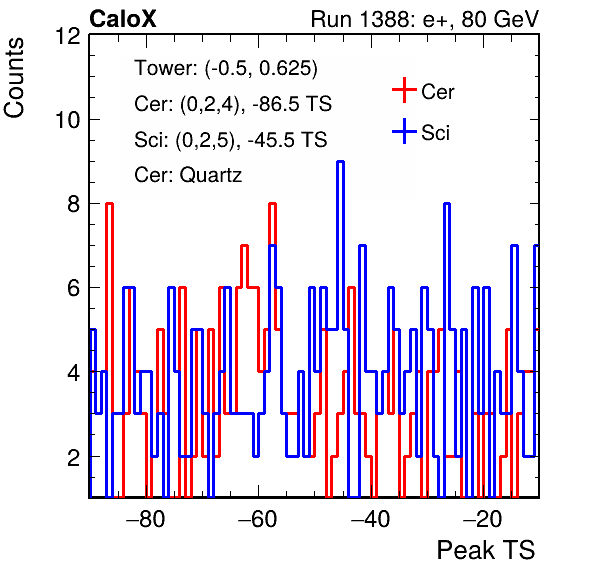 CaloX Run 1388: e+, 80 GeV
Counts
12
10
8
6
4
2
Tower: (-0.5, 0.625)
Cer: (0,2,4), -86.5 TS
Sci: (0,2,5), -45.5 TS
Cer: Quartz
Cer
Sci
−80 −60 −40 −20
Peak TS